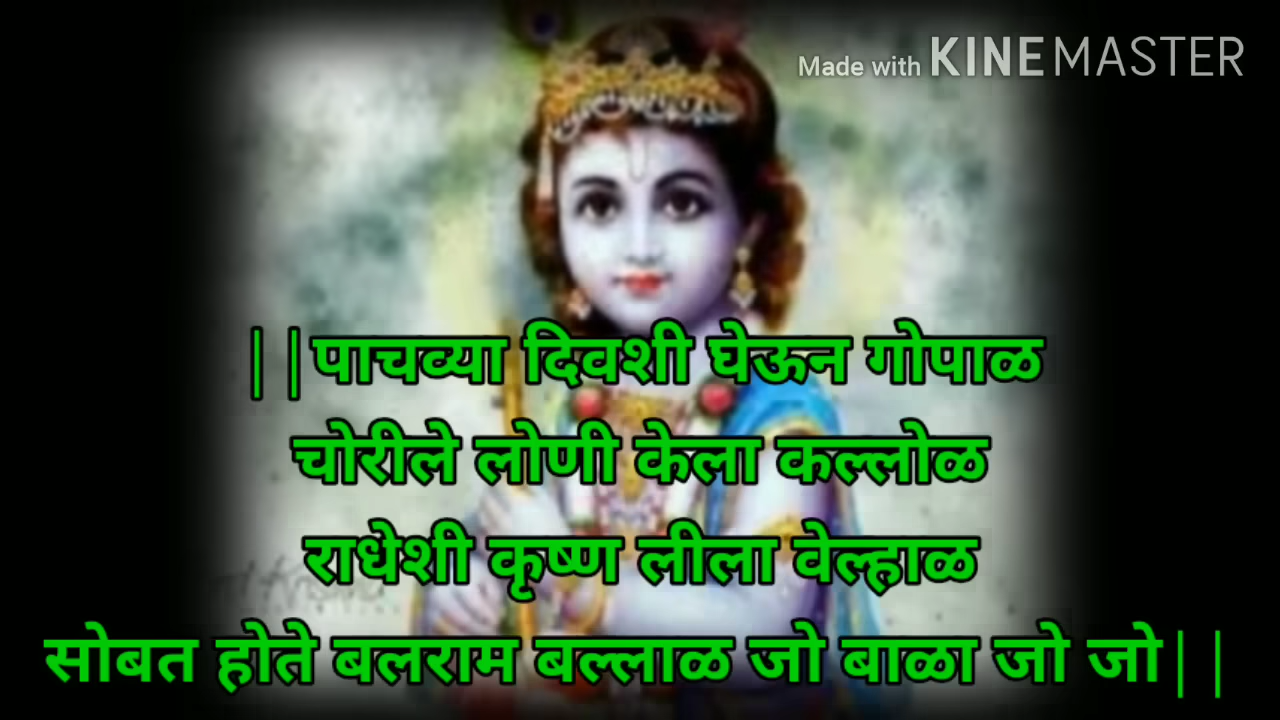 Made with KINEMASTER
||पाचव्या दिवशी घेऊन गोपाळ
चोरीले लोणी केला कल्लोळ
राधेशी कृष्ण लीला वेल्हाळ
सोबत होते बलराम बल्लाळ जो बाळा जो जो||